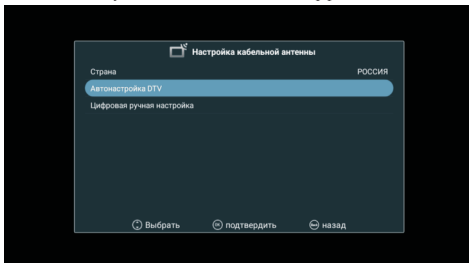 Настройка кабельной антенны
Страна РОССИЯ
Автонастройка DTV
Цифровая ручная настройка
Выбрать подтвердить назад